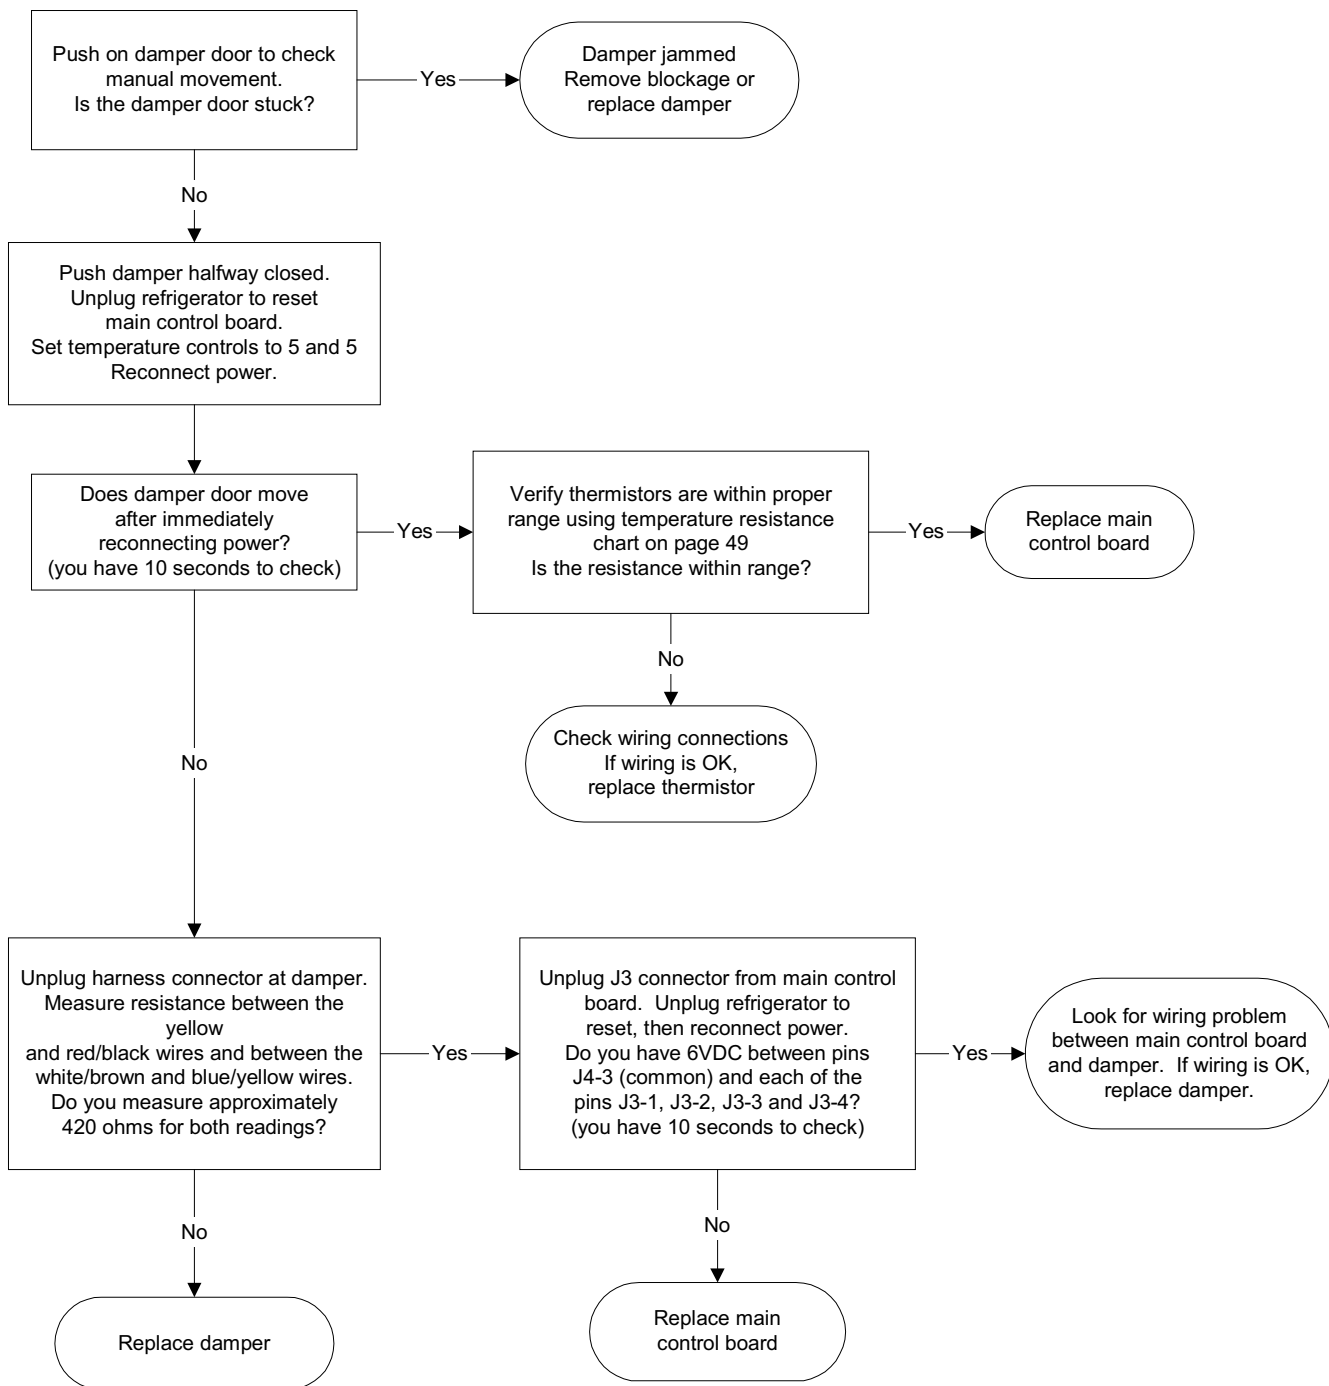 Push on damper door to check
manual movement.
Is the damper door stuck?
Yes
Damper jammed
Remove blockage or
replace damper
No
Push damper halfway closed.
Unplug refrigerator to reset
main control board.
Set temperature controls to 5 and 5
Reconnect power.
Does damper door move
after immediately
reconnecting power?
(you have 10 seconds to check)
Yes
Verify thermistors are within proper
range using temperature resistance
chart on page 49
Is the resistance within range?
Yes
Replace main
control board
No
Check wiring connections
If wiring is OK,
replace thermistor
No
Unplug harness connector at damper.
Measure resistance between the
yellow
and red/black wires and between the
white/brown and blue/yellow wires.
Do you measure approximately
420 ohms for both readings?
Yes
Unplug J3 connector from main control
board.  Unplug refrigerator to
reset, then reconnect power.
Do you have 6VDC between pins
J4-3 (common) and each of the
pins J3-1, J3-2, J3-3 and J3-4?
(you have 10 seconds to check)
Yes
Look for wiring problem
between main control board
and damper.  If wiring is OK,
replace damper.
No
Replace damper
No
Replace main
control board